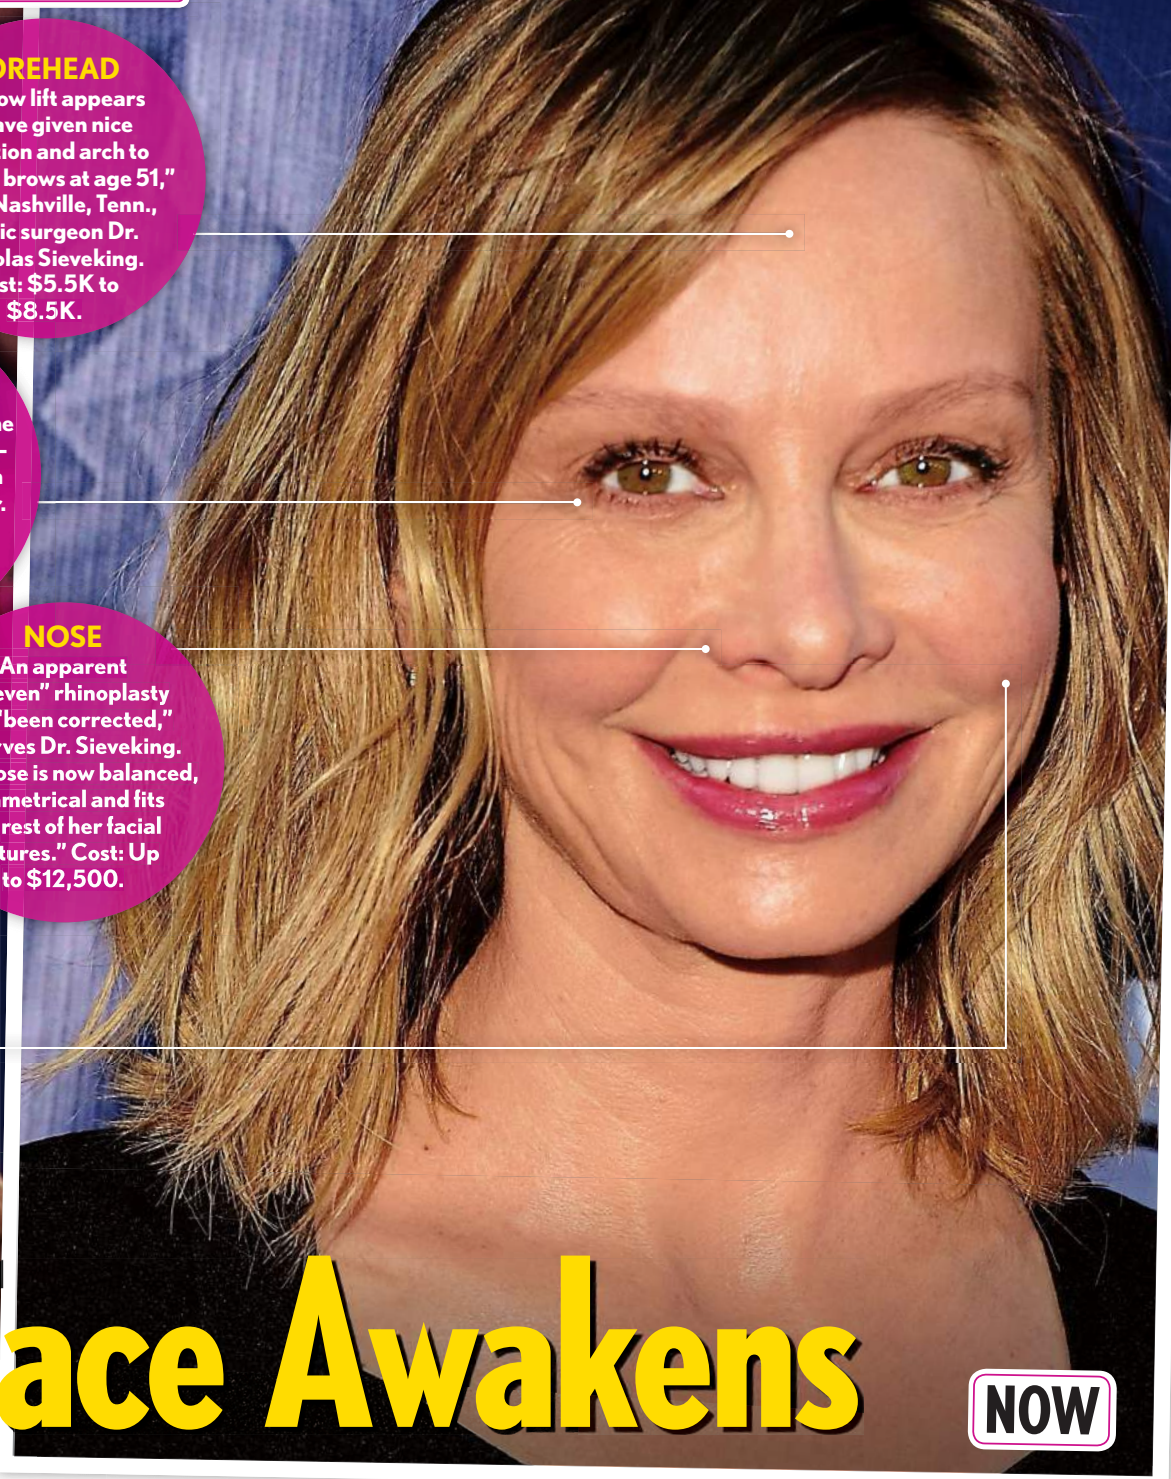 OREHEAD
ow lift appears
ave given nice
tion and arch to
brows at age 51,”
Nashville, Tenn.,
ic surgeon Dr.
olas Sieveking.
st: $5.5K to
$8.5K.
ne
–
r.
NOSE
An apparent
even” rhinoplasty
“been corrected,”
rves Dr. Sieveking.
ose is now balanced,
metrical and fits
rest of her facial
tures.” Cost: Up
to $12,500.
ace Awakens
NOW